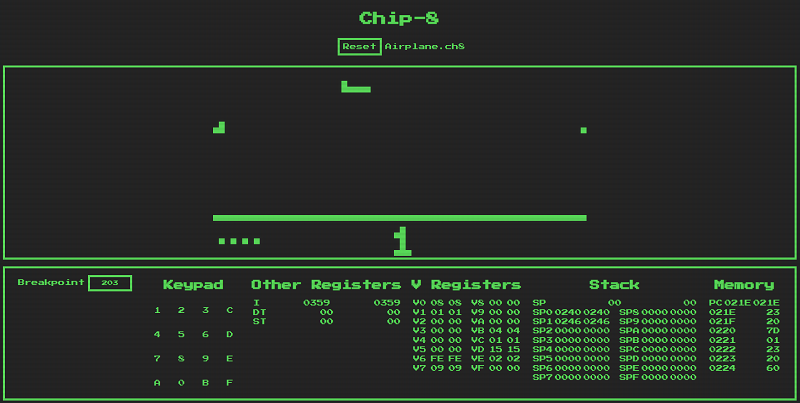 Chip-8
Reset Airplane.ch8
1
Breakpoint 203
Keypad
1 2 3 C
4 5 6 D
7 8 9 E
A 0 B F
Other Registers
I 0359 0359
DT 00 00
ST 00 00
V Registers
V0 08 08 V8 00 00
V1 01 01 V9 00 00
V2 00 00 VA 00 00
V3 00 00 VB 04 04
V4 00 00 VC 01 01
V5 00 00 VD 15 15
V6 FE FE VE 02 02
V7 09 09 VF 00 00
Stack
SP 00 00
SP0 0240 0240 SP8 0000 0000
SP1 0246 0246 SP9 0000 0000
SP2 0000 0000 SPA 0000 0000
SP3 0000 0000 SPB 0000 0000
SP4 0000 0000 SPC 0000 0000
SP5 0000 0000 SPD 0000 0000
SP6 0000 0000 SPE 0000 0000
SP7 0000 0000 SPF 0000 0000
Memory
PC 021E 021E
021E 23
021F 20
0220 7D
0221 01
0222 23
0223 20
0224 60